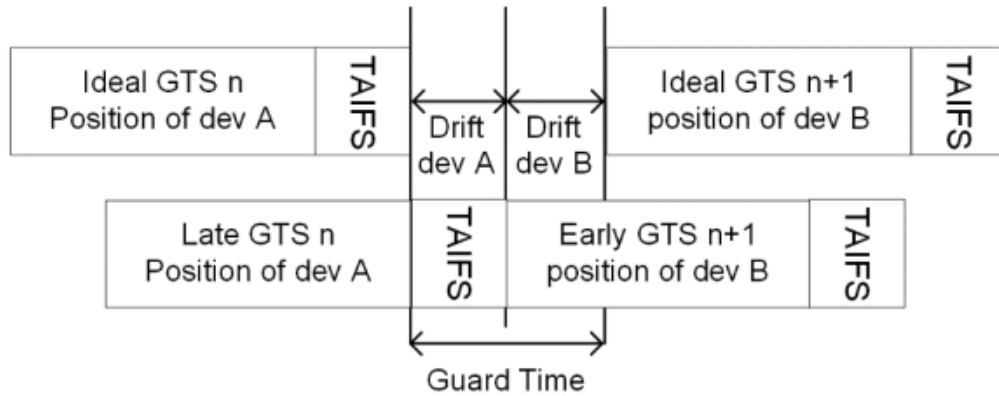 Ideal GTS n
Position of dev A
TAIFS
Drift
dev A
Drift
dev B
Ideal GTS n+1
position of dev B
TAIFS
Late GTS n
Position of dev A
TAIFS
Early GTS n+1
position of dev B
TAIFS
Guard Time